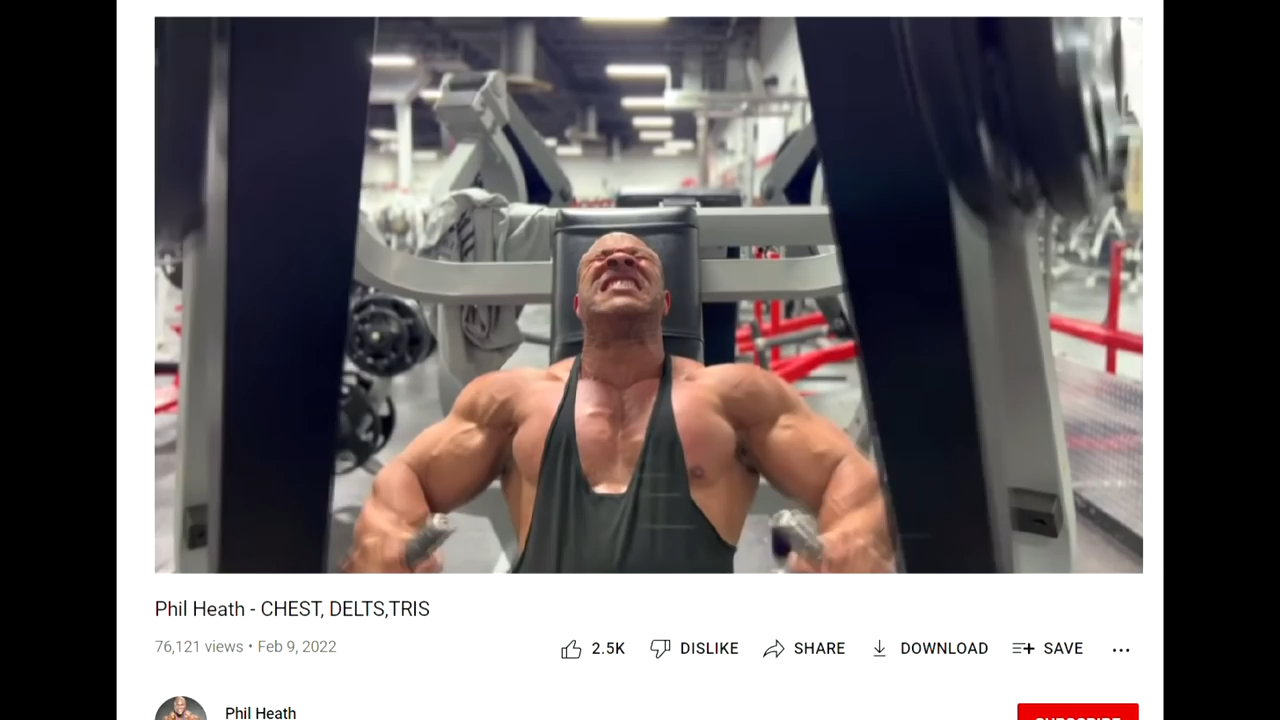 Phil Heath - CHEST, DELTS,TRIS
76,121 views • Feb 9, 2022
2.5K DISLIKE SHARE DOWNLOAD SAVE
Phil Heath
SUBSCRIBE